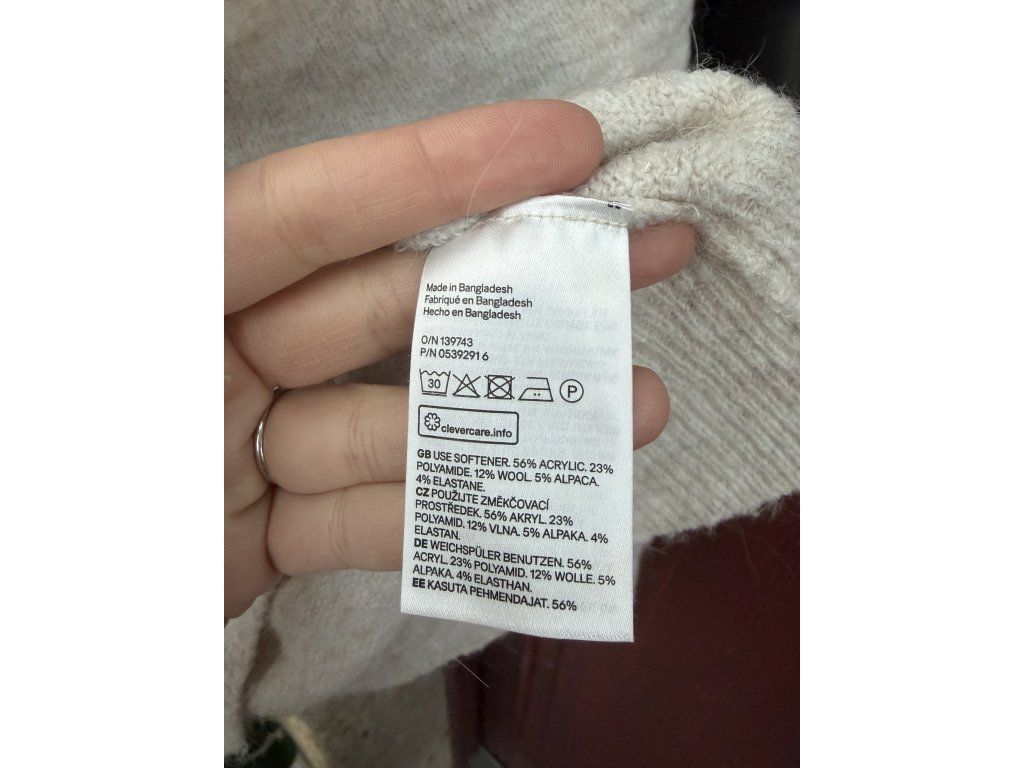 Made in Bangladesh
Fabriqué en Bangladesh
Hecho en Bangladesh
O/N 139743
P/N 0539291 6
30 P
clevercare.info
GB USE SOFTENER. 56% ACRYLIC. 23%
POLYAMIDE. 12% WOOL. 5% ALPACA.
4% ELASTANE.
CZ POUŽIJTE ZMĚKČOVACÍ
PROSTŘEDEK. 56% AKRYL. 23%
POLYAMID. 12% VLNA. 5% ALPAKA. 4%
ELASTAN.
DE WEICHSPÜLER BENUTZEN. 56%
ACRYL. 23% POLYAMID. 12% WOLLE. 5%
ALPAKA. 4% ELASTHAN.
EE KASUTA PEHMENDAJAT. 56%